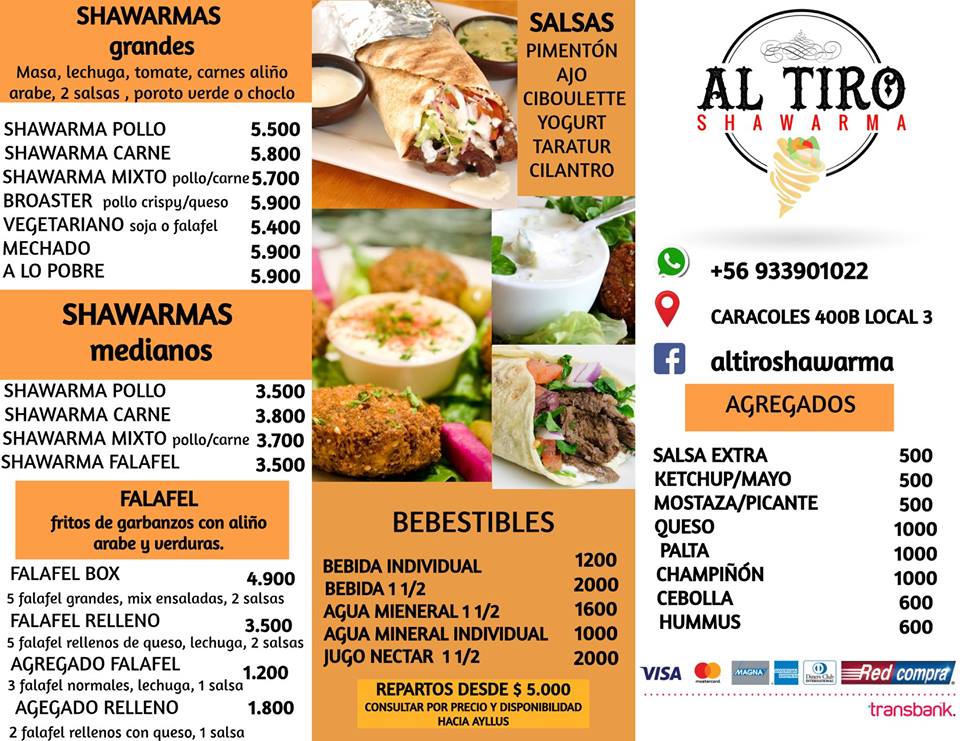 SHAWARMAS
grandes
Masa, lechuga, tomate, carnes aliño
arabe, 2 salsas , poroto verde o choclo
SHAWARMA POLLO 5.500
SHAWARMA CARNE 5.800
SHAWARMA MIXTO pollo/carne 5.700
BROASTER pollo crispy/queso 5.900
VEGETARIANO soja o falafel 5.400
MECHADO 5.900
A LO POBRE 5.900
SHAWARMAS
medianos
SHAWARMA POLLO 3.500
SHAWARMA CARNE 3.800
SHAWARMA MIXTO pollo/carne 3.700
SHAWARMA FALAFEL 3.500
FALAFEL
fritos de garbanzos con aliño
arabe y verduras.
FALAFEL BOX 4.900
5 falafel grandes, mix ensaladas, 2 salsas
FALAFEL RELLENO 3.500
5 falafel rellenos de queso, lechuga, 2 salsas
AGREGADO FALAFEL 1.200
3 falafel normales, lechuga, 1 salsa
AGEGADO RELLENO 1.800
2 falafel rellenos con queso, 1 salsa
SALSAS
PIMENTÓN
AJO
CIBOULETTE
YOGURT
TARATUR
CILANTRO
BEBESTIBLES
BEBIDA INDIVIDUAL 1200
BEBIDA 1 1/2 2000
AGUA MIENERAL 1 1/2 1600
AGUA MINERAL INDIVIDUAL 1000
JUGO NECTAR 1 1/2 2000
REPARTOS DESDE $ 5.000
CONSULTAR POR PRECIO Y DISPONIBILIDAD
HACIA AYLLUS
AL TIRO
SHAWARMA
+56 933901022
CARACOLES 400B LOCAL 3
altiroshawarma
AGREGADOS
SALSA EXTRA 500
KETCHUP/MAYO 500
MOSTAZA/PICANTE 500
QUESO 1000
PALTA 1000
CHAMPIÑÓN 1000
CEBOLLA 600
HUMMUS 600
VISA mastercard MAGNA AMERICAN EXPRESS Diners Club INTERNATIONAL Red compra
transbank.